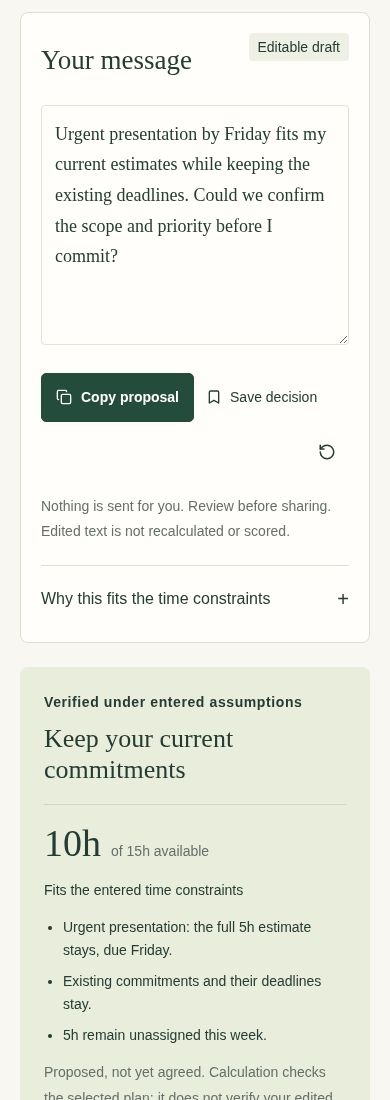 Your message
Editable draft
Urgent presentation by Friday fits my
current estimates while keeping the
existing deadlines. Could we confirm
the scope and priority before I
commit?
Copy proposal
Save decision
Nothing is sent for you. Review before sharing.
Edited text is not recalculated or scored.
Why this fits the time constraints +
Verified under entered assumptions
Keep your current
commitments
10h of 15h available
Fits the entered time constraints
• Urgent presentation: the full 5h estimate
stays, due Friday.
• Existing commitments and their deadlines
stay.
• 5h remain unassigned this week.
Proposed, not yet agreed. Calculation checks
the selected plan; it does not verify your edited